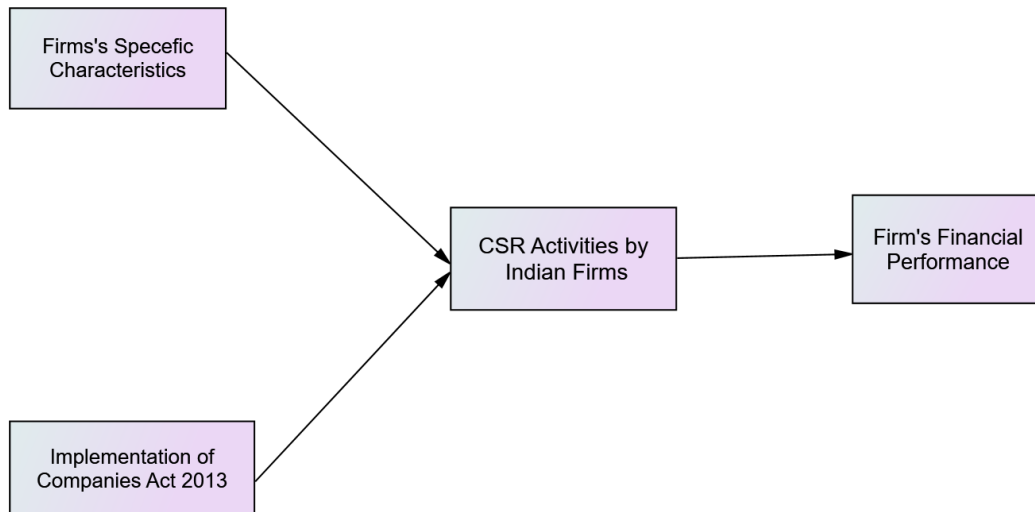 Firms's Specefic
Characteristics
CSR Activities by
Indian Firms
Firm's Financial
Performance
Implementation of
Companies Act 2013